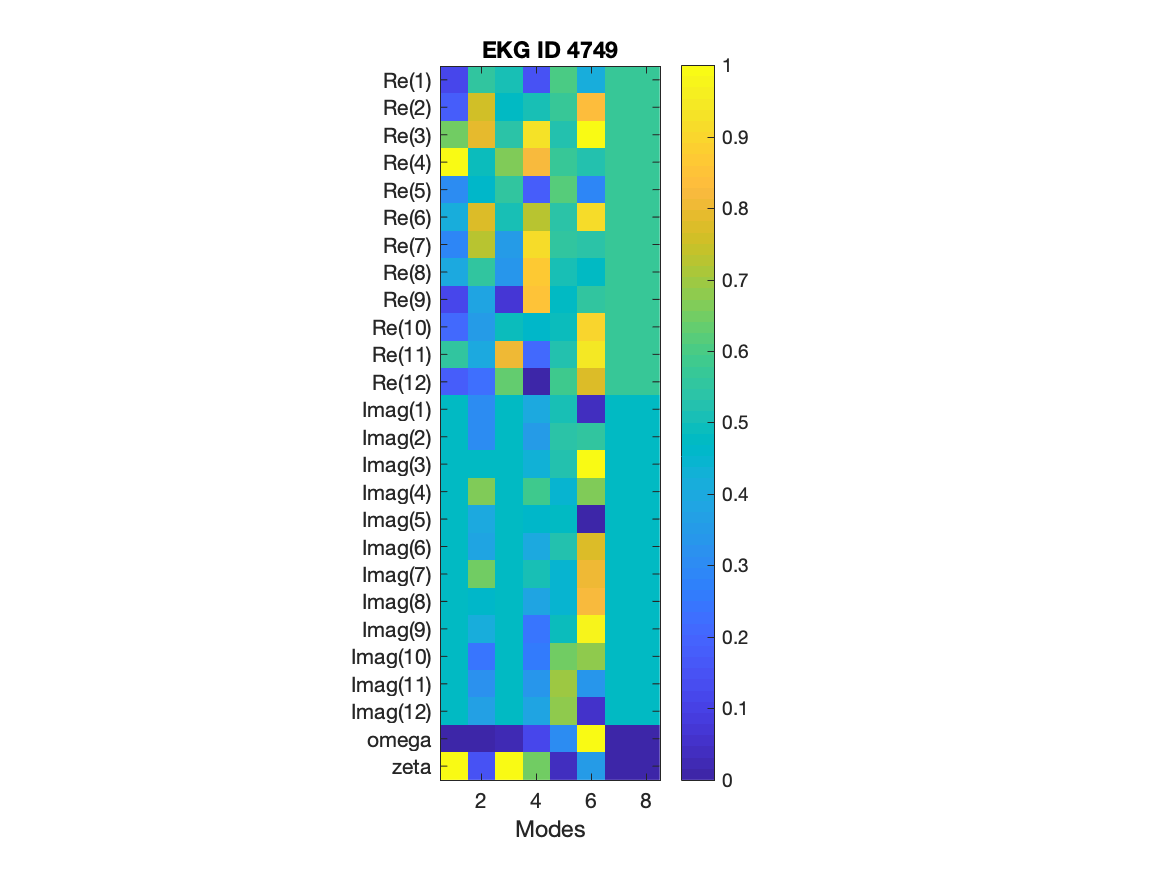 EKG ID 4749
Re(1)
Re(2)
Re(3)
Re(4)
Re(5)
Re(6)
Re(7)
Re(8)
Re(9)
Re(10)
Re(11)
Re(12)
Imag(1)
Imag(2)
Imag(3)
Imag(4)
Imag(5)
Imag(6)
Imag(7)
Imag(8)
Imag(9)
Imag(10)
Imag(11)
Imag(12)
omega
zeta
2 4 6 8
Modes
1
0.9
0.8
0.7
0.6
0.5
0.4
0.3
0.2
0.1
0